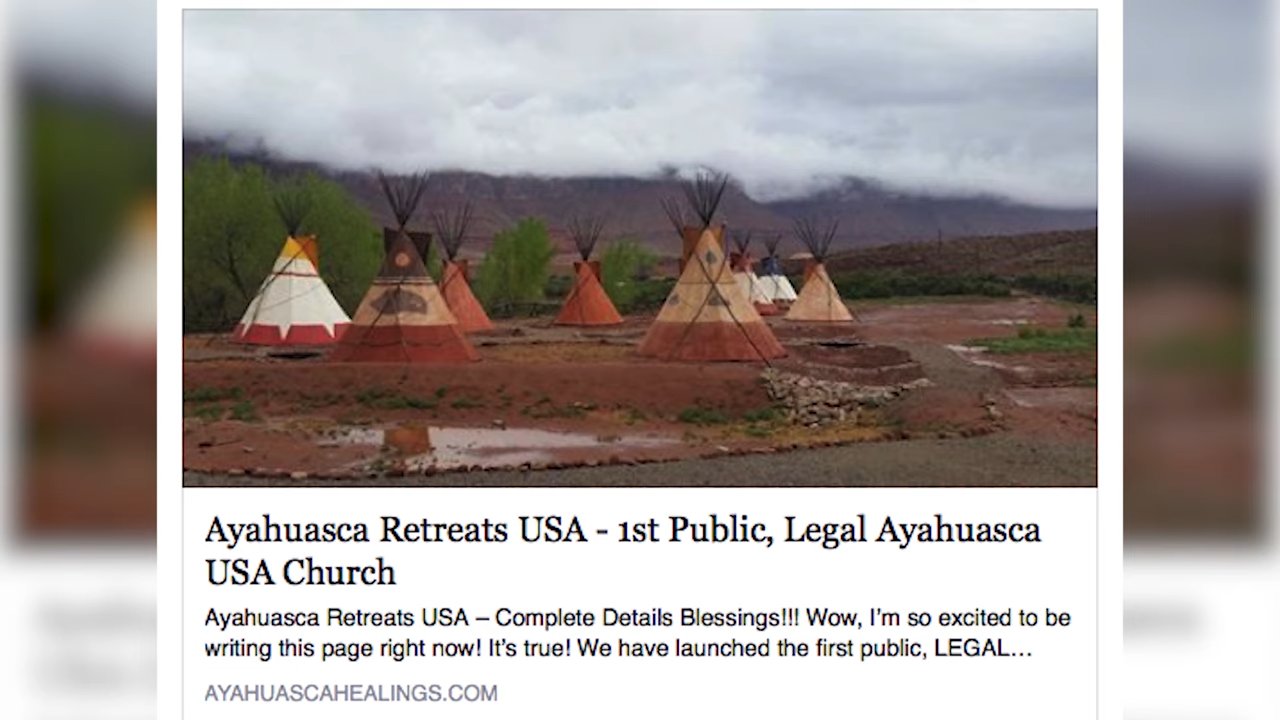 Ayahuasca Retreats USA - 1st Public, Legal Ayahuasca
USA Church
Ayahuasca Retreats USA – Complete Details Blessings!!! Wow, I'm so excited to be
writing this page right now! It's true! We have launched the first public, LEGAL...
AYAHUASCAHEALINGS.COM